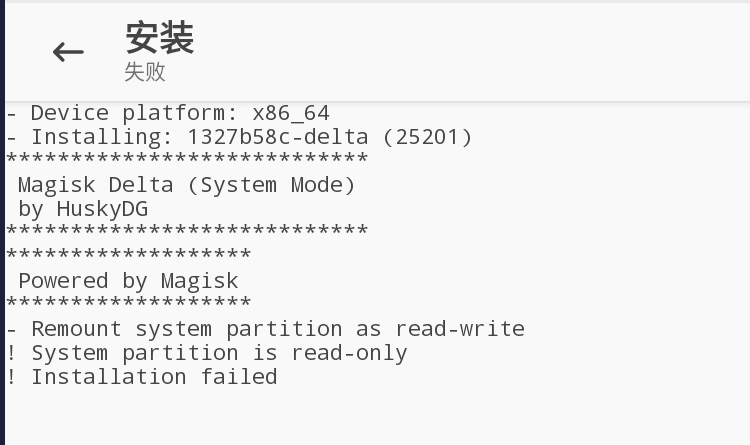 安装
失败
- Device platform: x86_64
- Installing: 1327b58c-delta (25201)
****************************
 Magisk Delta (System Mode)
 by HuskyDG
****************************
*******************
 Powered by Magisk
*******************
- Remount system partition as read-write
! System partition is read-only
! Installation failed